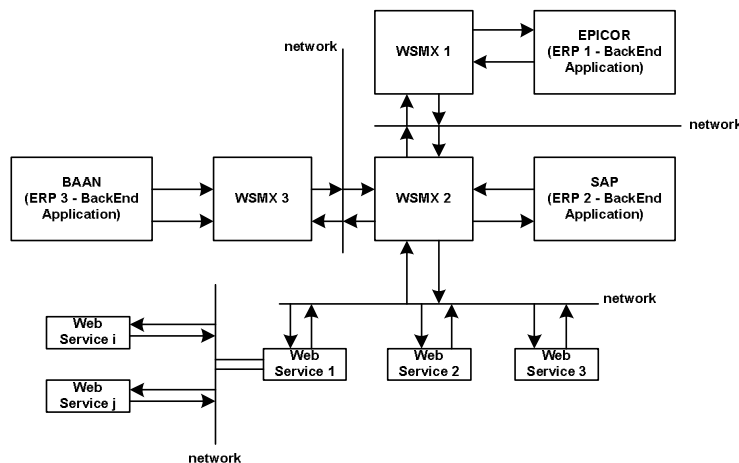 EPICOR
(ERP 1 - BackEnd
Application)
WSMX 1
network
network
BAAN
(ERP 3 - BackEnd
Application)
WSMX 3
WSMX 2
SAP
(ERP 2 - BackEnd
Application)
network
Web
Service i
Web
Service 1
Web
Service 2
Web
Service 3
Web
Service j
network